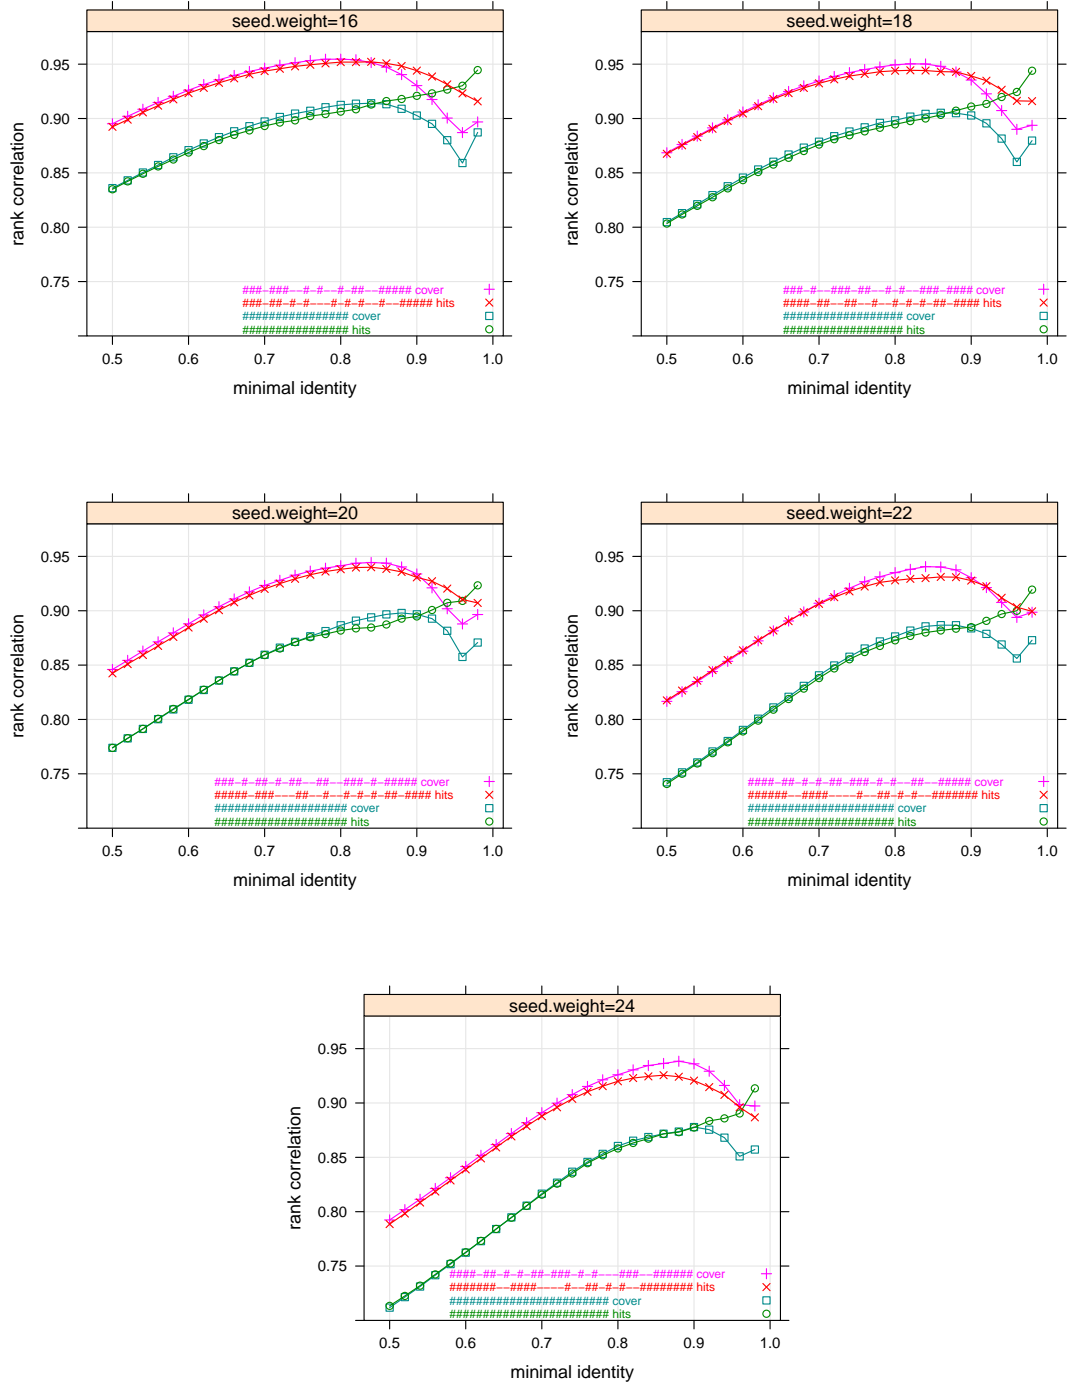 seed.weight=16
0.95
0.90
0.85
0.80
0.75
rank correlation
###-###--#-#--#-##--##### cover
###-##-#-#---#-#-#--#--##### hits
################ cover
################ hits
0.5 0.6 0.7 0.8 0.9 1.0
minimal identity
seed.weight=18
0.95
0.90
0.85
0.80
0.75
rank correlation
###-#--###-##--#-#--###-#### cover
####-##--##--#-#-#-#-##-#### hits
################## cover
################## hits
0.5 0.6 0.7 0.8 0.9 1.0
minimal identity
seed.weight=20
0.95
0.90
0.85
0.80
0.75
rank correlation
###-#-##-#-##--##--###-#-##### cover
#####-###---##--#--#-#-#-##-#### hits
#################### cover
#################### hits
0.5 0.6 0.7 0.8 0.9 1.0
minimal identity
seed.weight=22
0.95
0.90
0.85
0.80
0.75
rank correlation
####-##-#-#-##-###-#-#--##--##### cover
######--####----#--##-#-#--####### hits
###################### cover
###################### hits
0.5 0.6 0.7 0.8 0.9 1.0
minimal identity
seed.weight=24
0.95
0.90
0.85
0.80
0.75
rank correlation
####-##-#-#-##-###-#-#---###--###### cover
#######--####----#--##-#-#--######## hits
######################## cover
######################## hits
0.5 0.6 0.7 0.8 0.9 1.0
minimal identity